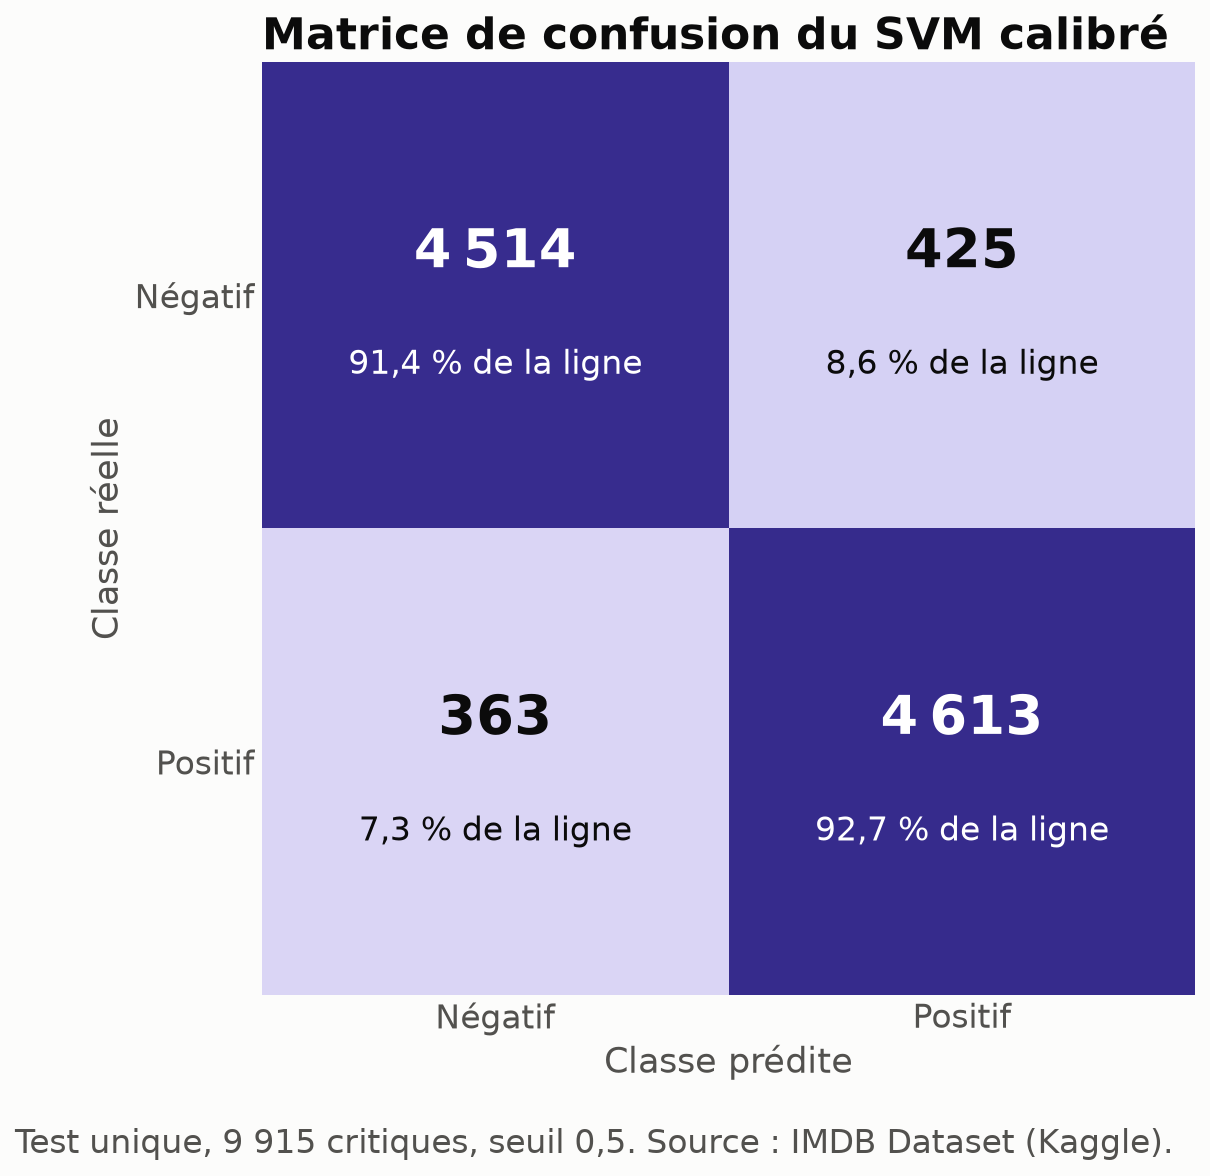 Matrice de confusion du SVM calibré
4 514
425
Négatif
91,4 % de la ligne
8,6 % de la ligne
Classe réelle
363
4 613
Positif
7,3 % de la ligne
92,7 % de la ligne
Négatif
Positif
Classe prédite
Test unique, 9 915 critiques, seuil 0,5. Source : IMDB Dataset (Kaggle).